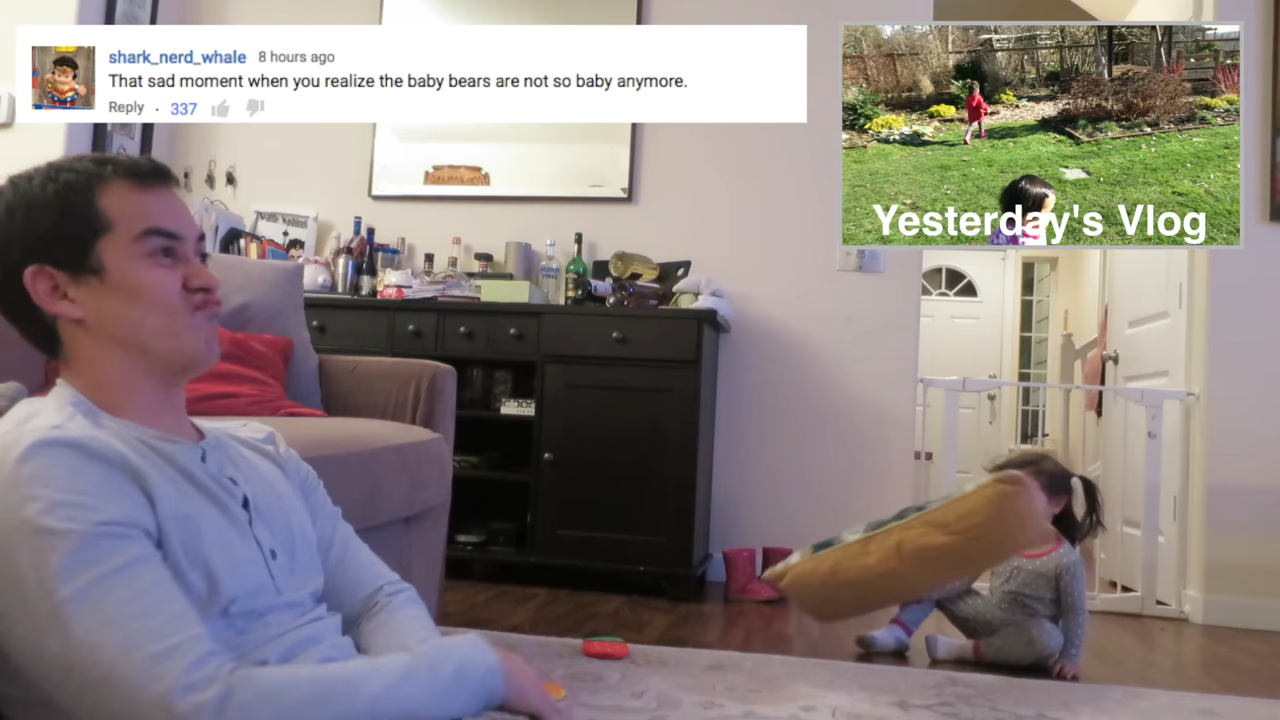 shark_nerd_whale 8 hours ago
That sad moment when you realize the baby bears are not so baby anymore.
Reply · 337
Yesterday's Vlog